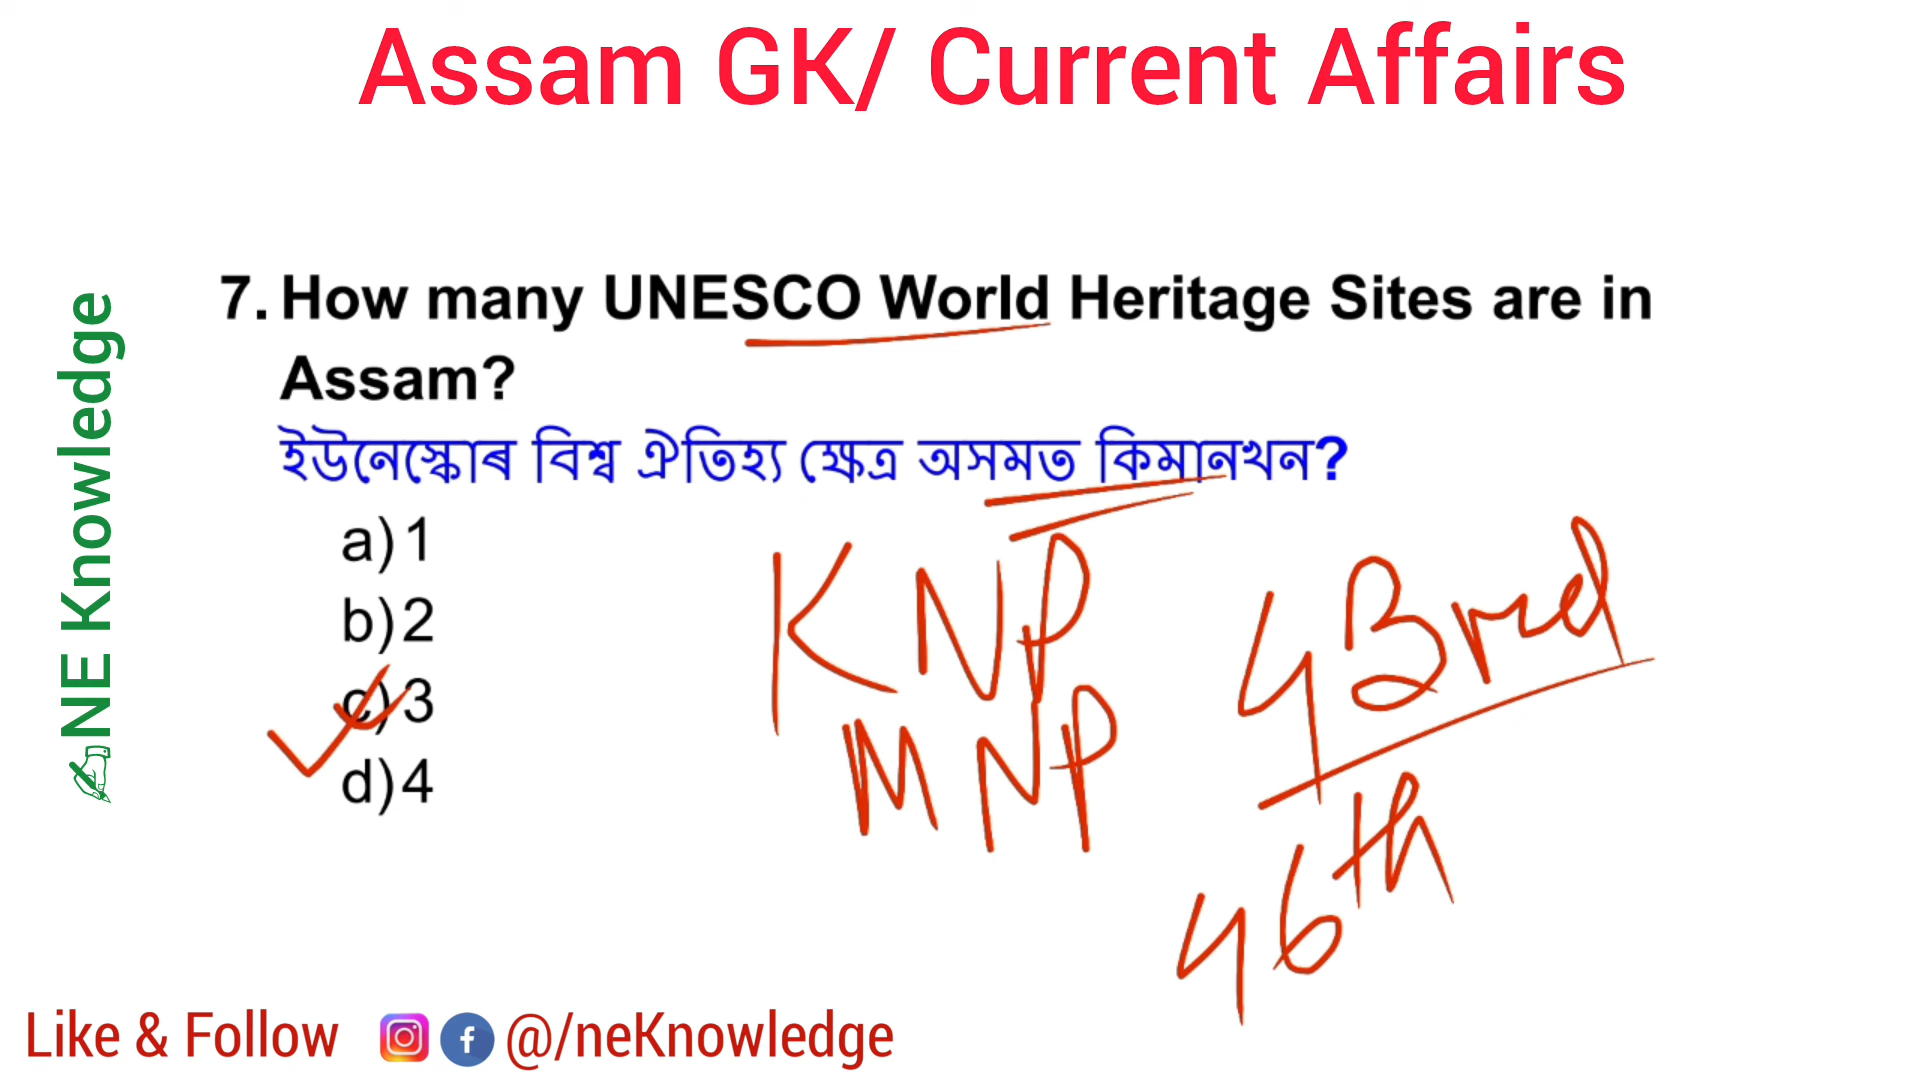 Assam GK/ Current Affairs
NE Knowledge
7. How many UNESCO World Heritage Sites are in
Assam?
ইউনেস্কোৰ বিশ্ব ঐতিহ্য ক্ষেত্ৰ অসমত কিমানখন?
a) 1
b) 2
c) 3
d) 4
KNP
MNP
43rd
46th
Like & Follow @/neKnowledge